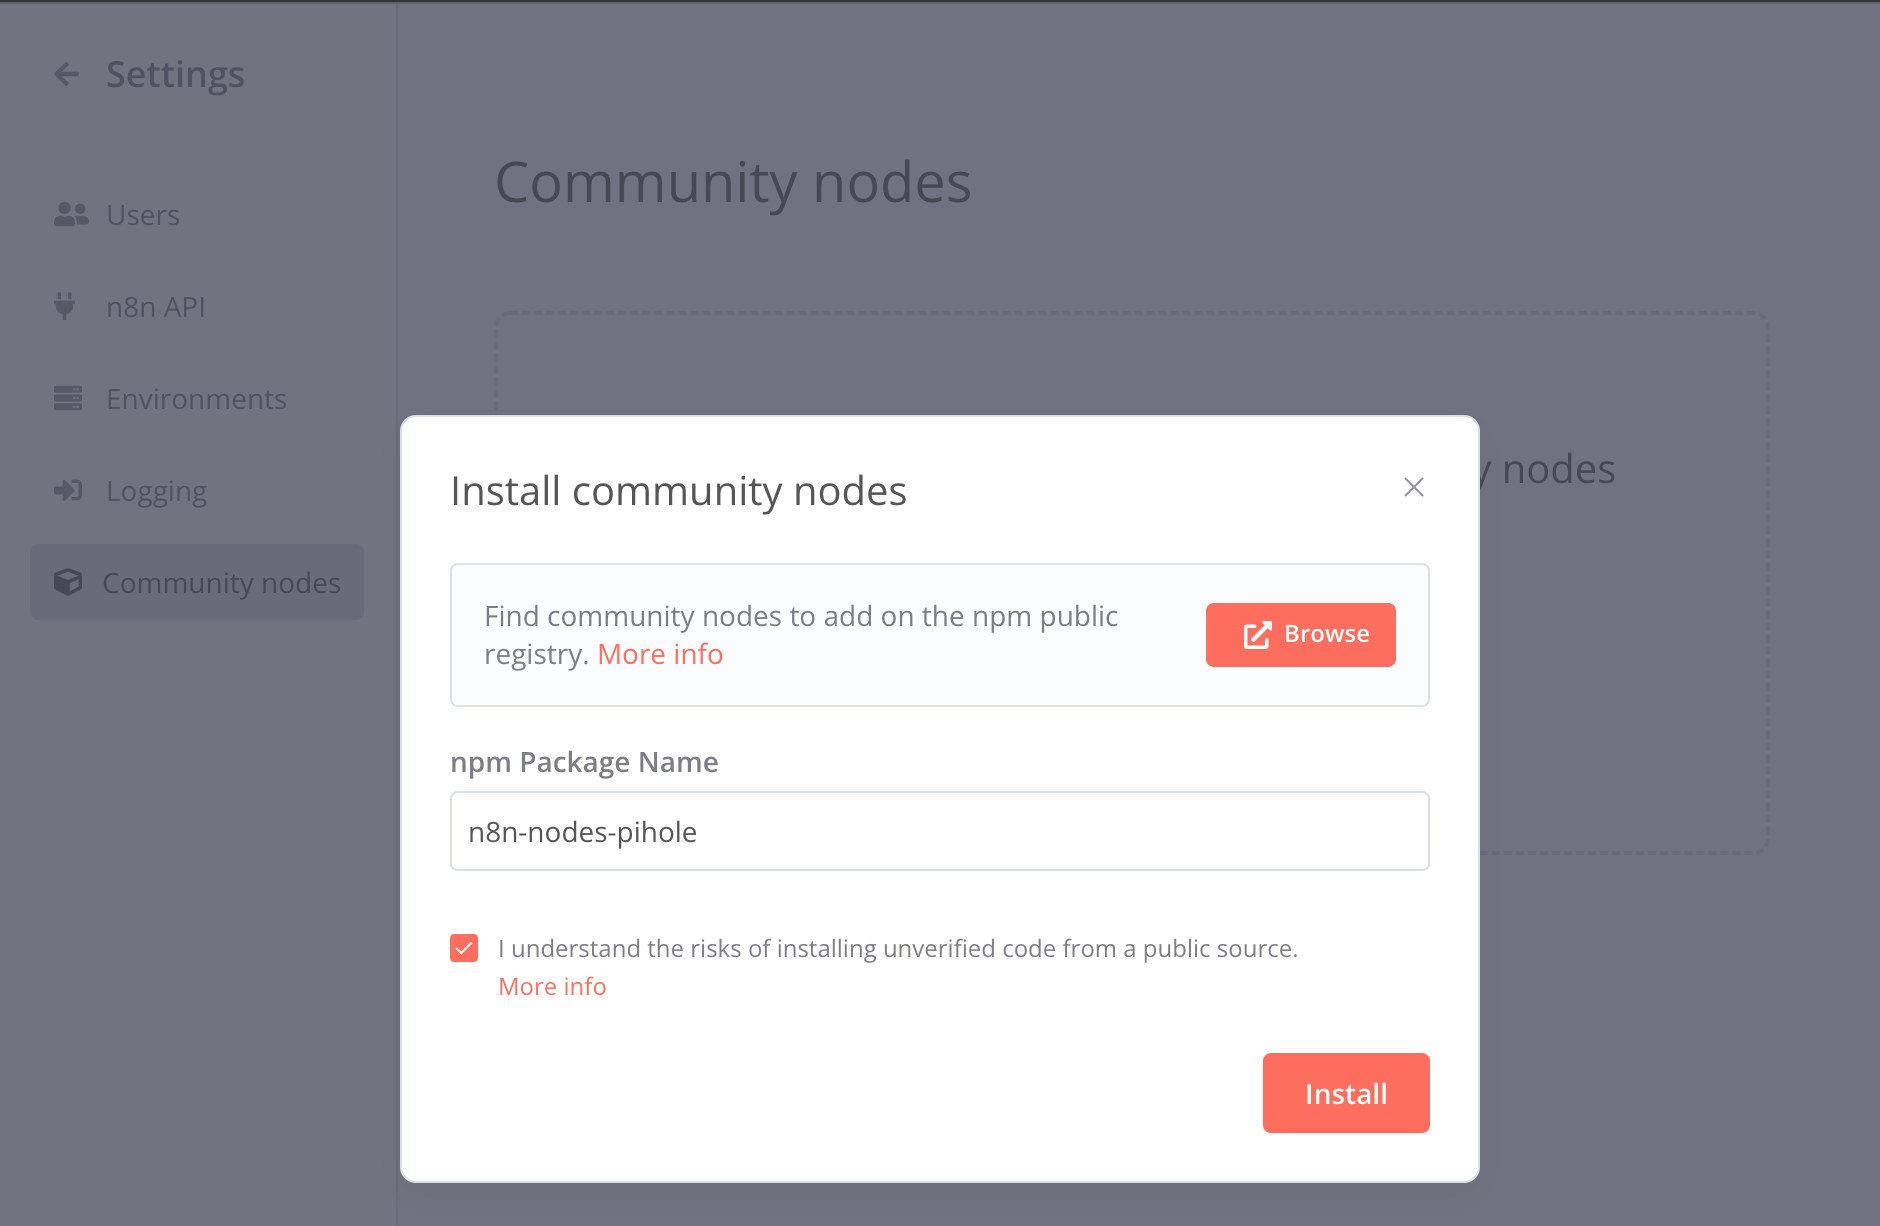 Settings
Users
n8n API
Environments
Logging
Community nodes
Community nodes
nodes
Install community nodes
Find community nodes to add on the npm public
registry. More info
Browse
npm Package Name
n8n-nodes-pihole
I understand the risks of installing unverified code from a public source.
More info
Install